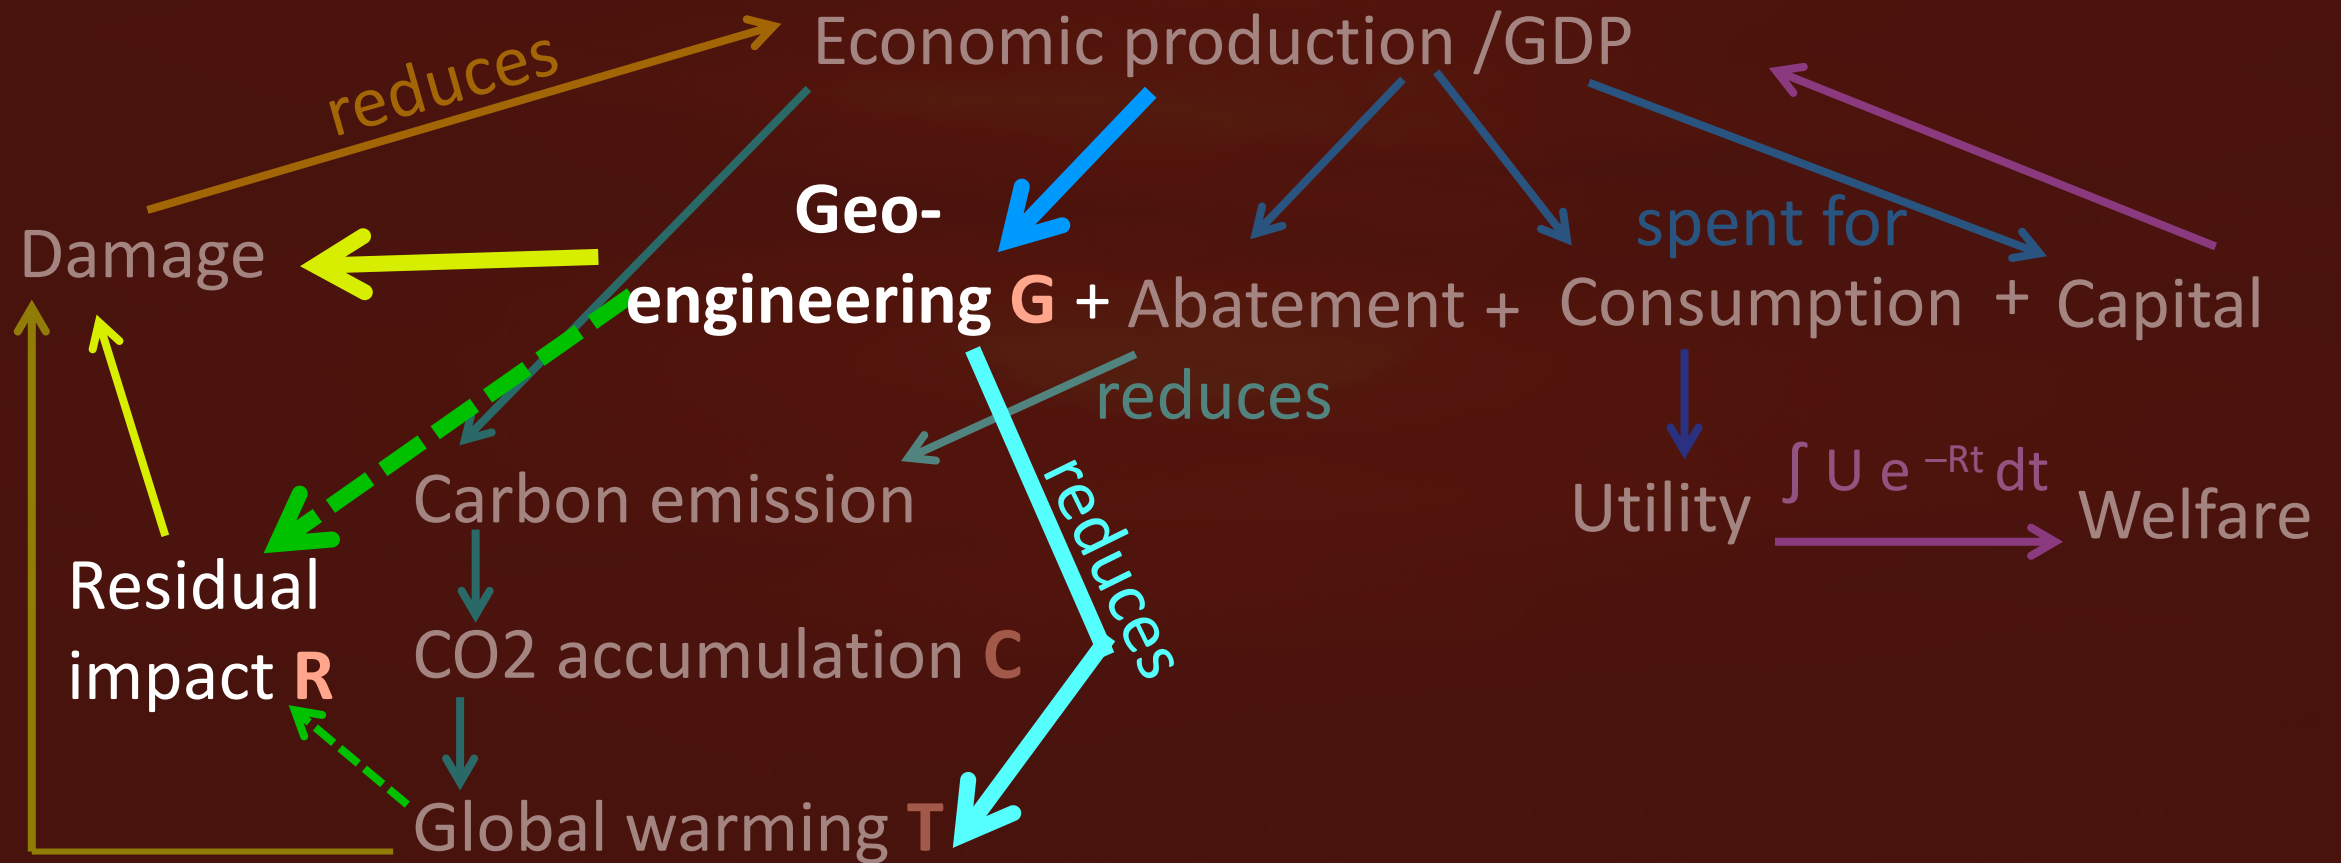 Economic production /GDP
reduces
Geo-
engineering G + Abatement + Consumption + Capital
spent for
Damage
reduces
Carbon emission
reduces
Utility
∫ U e –Rt dt
Welfare
Residual
impact R
CO2 accumulation C
Global warming T